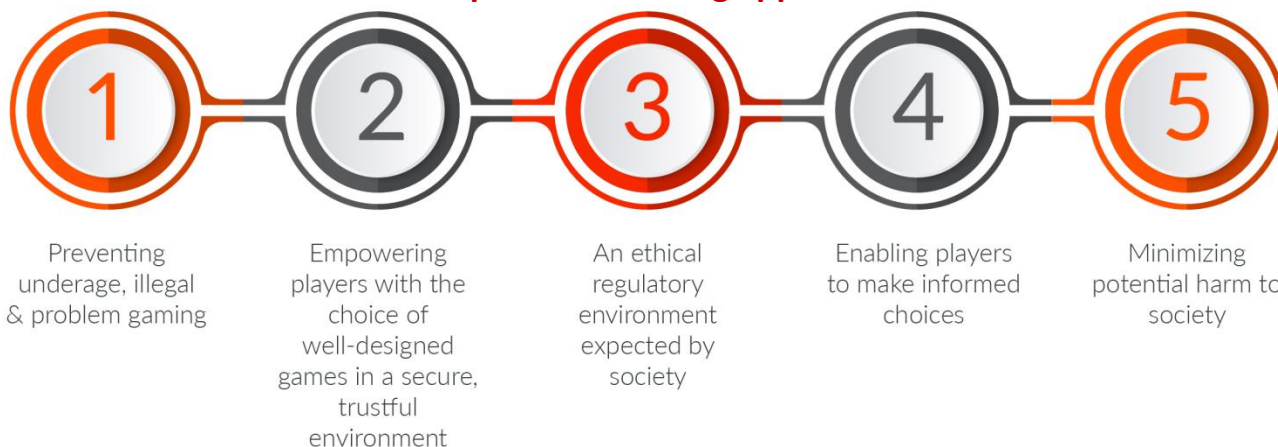 1
2
3
4
5
Preventing
underage, illegal
& problem gaming
Empowering
players with the
choice of
well-designed
games in a secure,
trustful
environment
An ethical
regulatory
environment
expected by
society
Enabling players
to make informed
choices
Minimizing
potential harm to
society